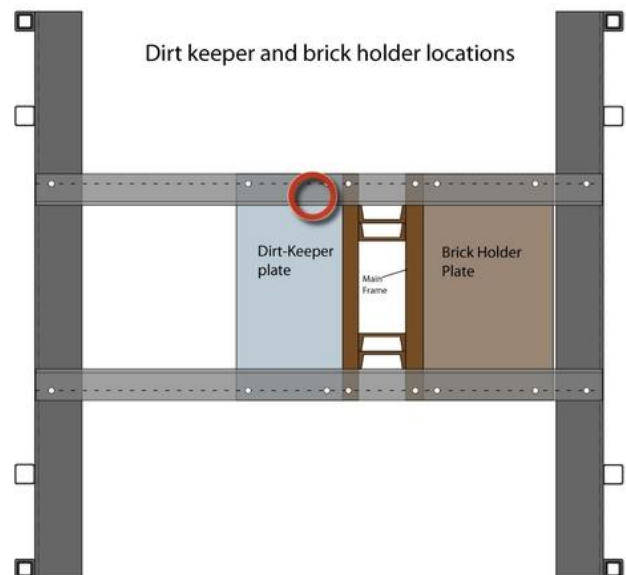 Dirt keeper and brick holder locations
Dirt-Keeper
plate
Main
Frame
Brick Holder
Plate